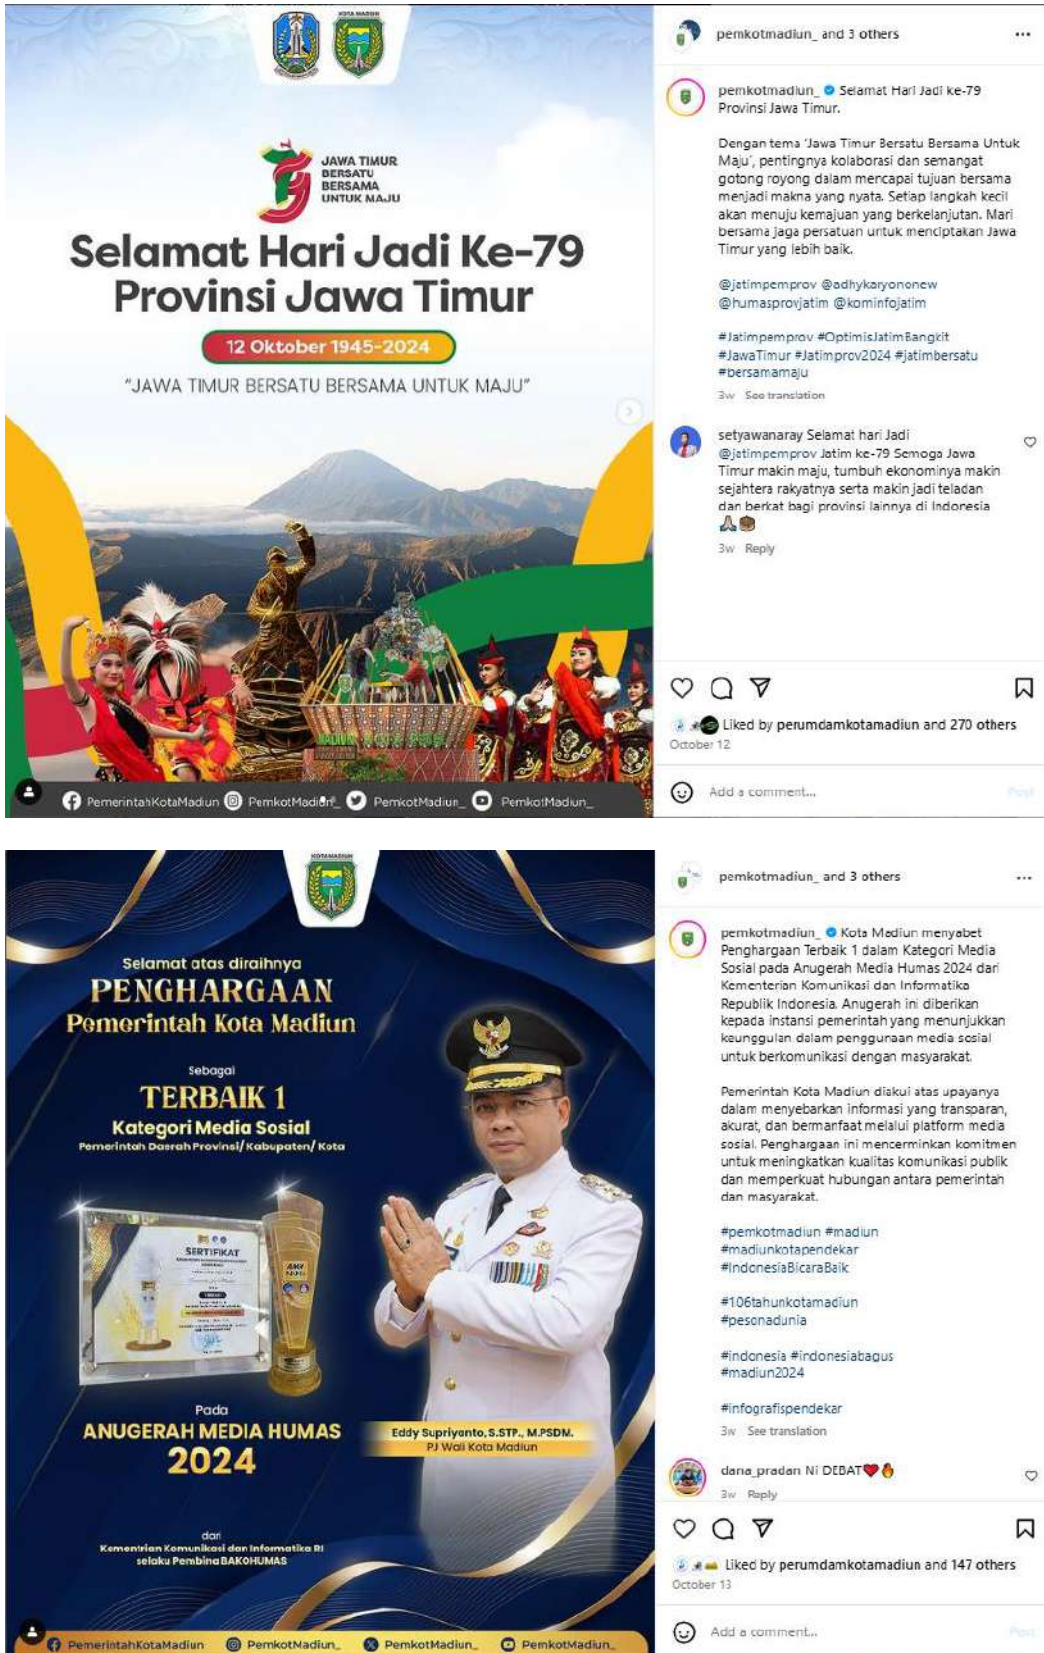 KOTA MADIUN
JAWA TIMUR
BERSATU
BERSAMA
UNTUK MAJU
Selamat Hari Jadi Ke-79
Provinsi Jawa Timur
12 Oktober 1945-2024
"JAWA TIMUR BERSATU BERSAMA UNTUK MAJU"
PemerintahKotaMadiun PemkotMadiun_ PemkotMadiun_ PemkotMadiun_
pemkotmadiun_ and 3 others
pemkotmadiun_ Selamat Hari Jadi ke-79
Provinsi Jawa Timur.
Dengan tema 'Jawa Timur Bersatu Bersama Untuk
Maju', pentingnya kolaborasi dan semangat
gotong royong dalam mencapai tujuan bersama
menjadi makna yang nyata. Setiap langkah kecil
akan menuju kemajuan yang berkelanjutan. Mari
bersama jaga persatuan untuk menciptakan Jawa
Timur yang lebih baik.
@jatimpemprov @adhykaryononew
@humasprovjatim @kominfojatim
#Jatimpemprov #OptimisJatimBangkit
#JawaTimur #Jatimprov2024 #jatimbersatu
#bersamamaju
3w See translation
setyawanaray Selamat hari Jadi
@jatimpemprov Jatim ke-79 Semoga Jawa
Timur makin maju, tumbuh ekonominya makin
sejahtera rakyatnya serta makin jadi teladan
dan berkat bagi provinsi lainnya di Indonesia
3w Reply
Liked by perumdamkotamadiun and 270 others
October 12
Add a comment...
Post
KOTA MADIUN
Selamat atas diraihnya
PENGHARGAAN
Pemerintah Kota Madiun
Sebagai
TERBAIK 1
Kategori Media Sosial
Pemerintah Daerah Provinsi/ Kabupaten/ Kota
SERTIFIKAT
Pada
ANUGERAH MEDIA HUMAS
2024
Eddy Supriyanto, S.STP., M.PSDM.
PJ Wali Kota Madiun
dari
Kementrian Komunikasi dan Informatika RI
selaku Pembina BAKOHUMAS
PemerintahKotaMadiun PemkotMadiun_ PemkotMadiun_ PemkotMadiun_
pemkotmadiun_ and 3 others
pemkotmadiun_ Kota Madiun menyabet
Penghargaan Terbaik 1 dalam Kategori Media
Sosial pada Anugerah Media Humas 2024 dari
Kementerian Komunikasi dan Informatika
Republik Indonesia. Anugerah ini diberikan
kepada instansi pemerintah yang menunjukkan
keunggulan dalam penggunaan media sosial
untuk berkomunikasi dengan masyarakat.
Pemerintah Kota Madiun diakui atas upayanya
dalam menyebarkan informasi yang transparan,
akurat, dan bermanfaat melalui platform media
sosial. Penghargaan ini mencerminkan komitmen
untuk meningkatkan kualitas komunikasi publik
dan memperkuat hubungan antara pemerintah
dan masyarakat.
#pemkotmadiun #madiun
#madiunkotapendekar
#IndonesiaBicaraBaik
#106tahunkotamadiun
#pesonadunia
#indonesia #indonesiabagus
#madiun2024
#infografispendekar
3w See translation
dana_pradan Ni DEBAT
3w Reply
Liked by perumdamkotamadiun and 147 others
October 13
Add a comment...
Post